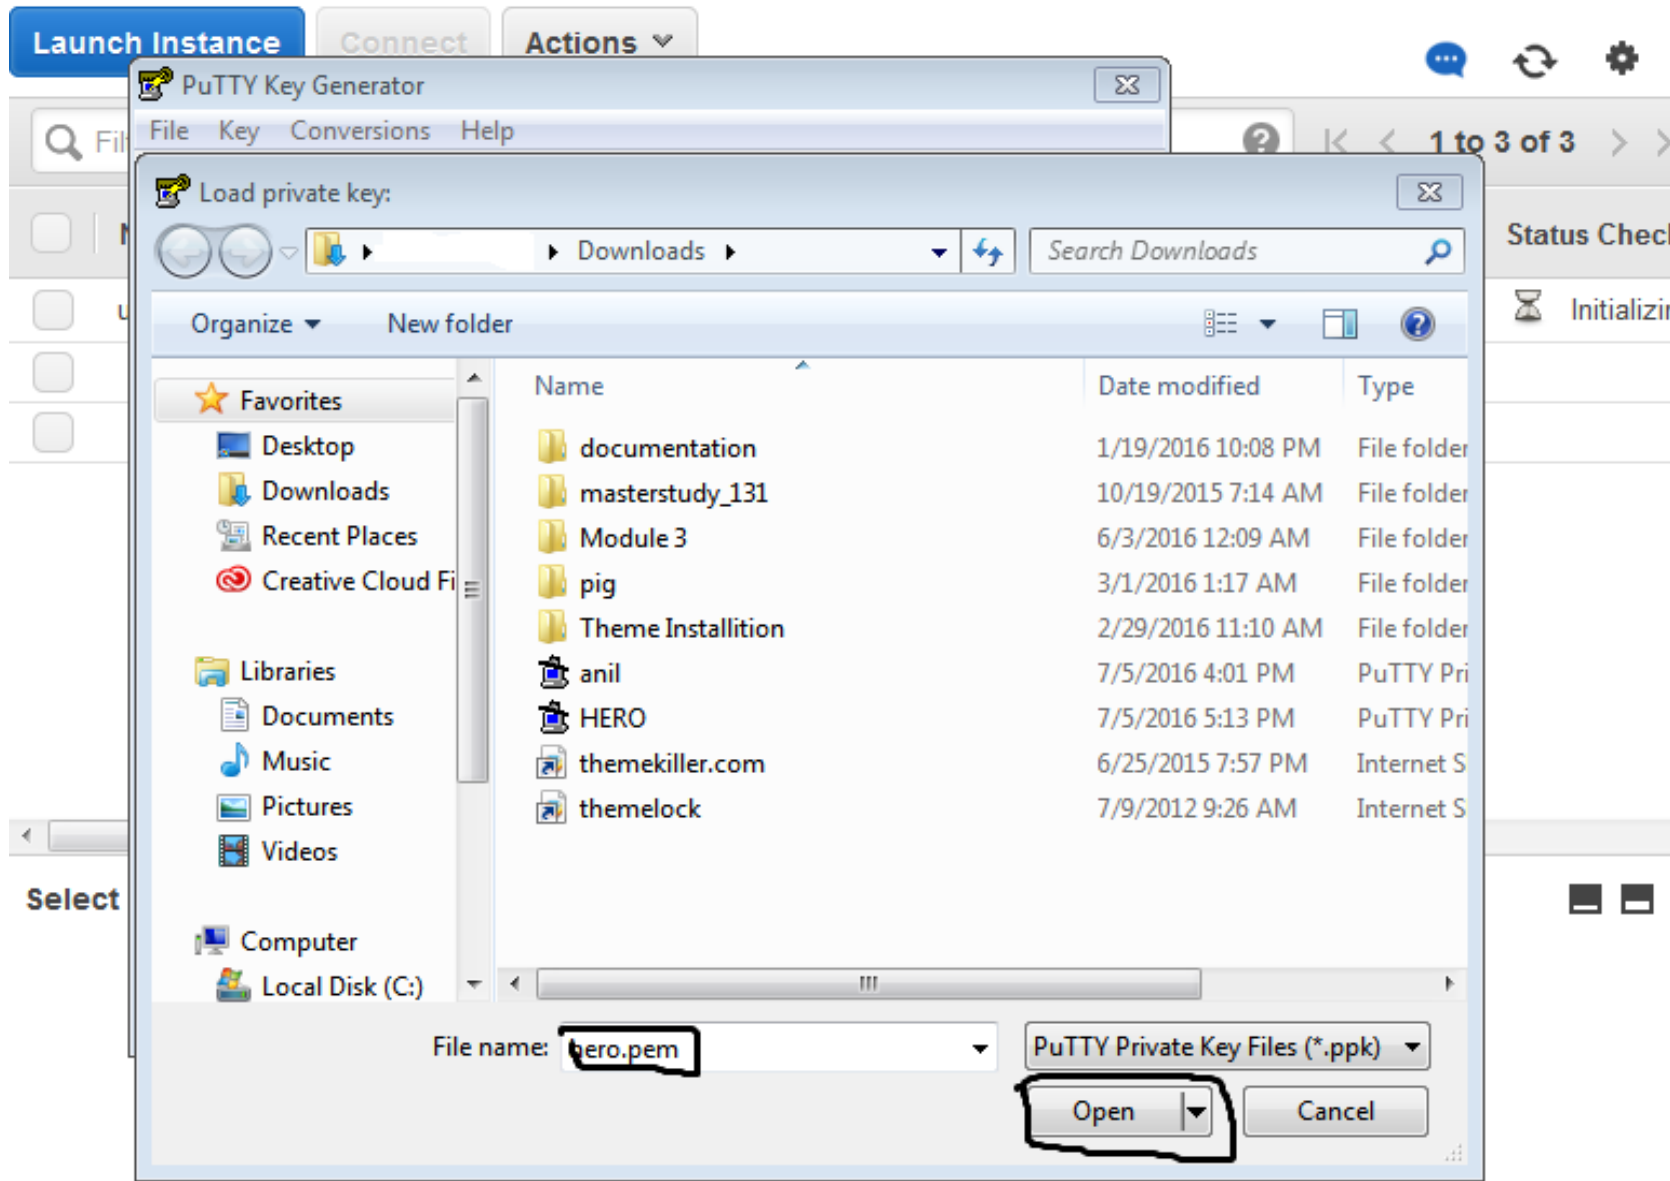 Launch Instance Connect Actions
PuTTY Key Generator
File Key Conversions Help
Fil
1 to 3 of 3
Load private key:
Downloads
Search Downloads
Status Chec
Organize New folder
Initializin
Name Date modified Type
Favorites
Desktop
Downloads
Recent Places
Creative Cloud Fi
Libraries
Documents
Music
Pictures
Videos
Computer
Local Disk (C:)
documentation 1/19/2016 10:08 PM File folder
masterstudy_131 10/19/2015 7:14 AM File folder
Module 3 6/3/2016 12:09 AM File folder
pig 3/1/2016 1:17 AM File folder
Theme Installition 2/29/2016 11:10 AM File folder
anil 7/5/2016 4:01 PM PuTTY Pri
HERO 7/5/2016 5:13 PM PuTTY Pri
themekiller.com 6/25/2015 7:57 PM Internet S
themelock 7/9/2012 9:26 AM Internet S
Select
File name: hero.pem PuTTY Private Key Files (*.ppk)
Open Cancel